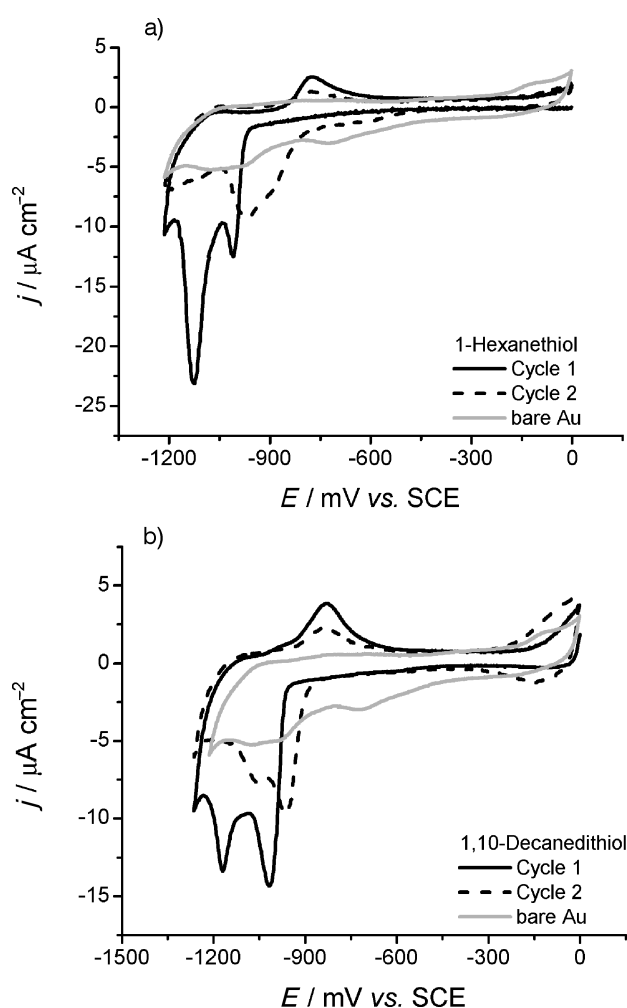 a)
5
0
-5
-10
-15
-20
-25
j / μA cm⁻²
1-Hexanethiol
Cycle 1
Cycle 2
bare Au
-1200 -900 -600 -300 0
E / mV vs. SCE
b)
5
0
-5
-10
-15
j / μA cm⁻²
1,10-Decanedithiol
Cycle 1
Cycle 2
bare Au
-1500 -1200 -900 -600 -300 0
E / mV vs. SCE